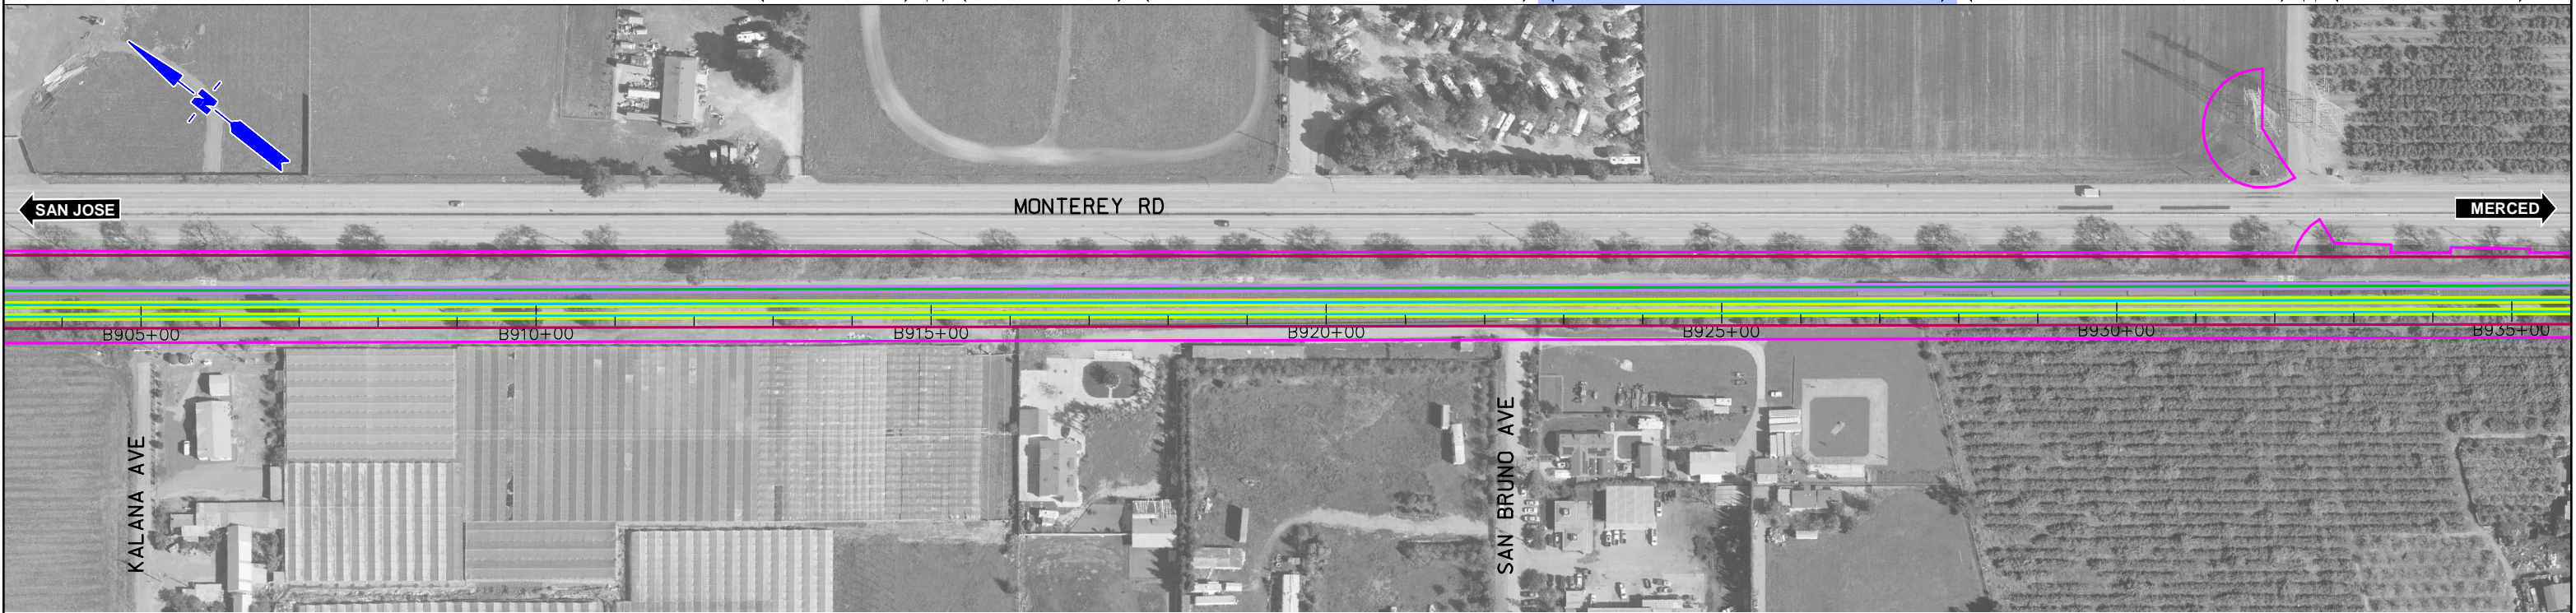 N
SAN JOSE
MONTEREY RD
MERCED
B905+00
B910+00
B915+00
B920+00
B925+00
B930+00
B935+00
KALANA AVE
SAN BRUNO AVE